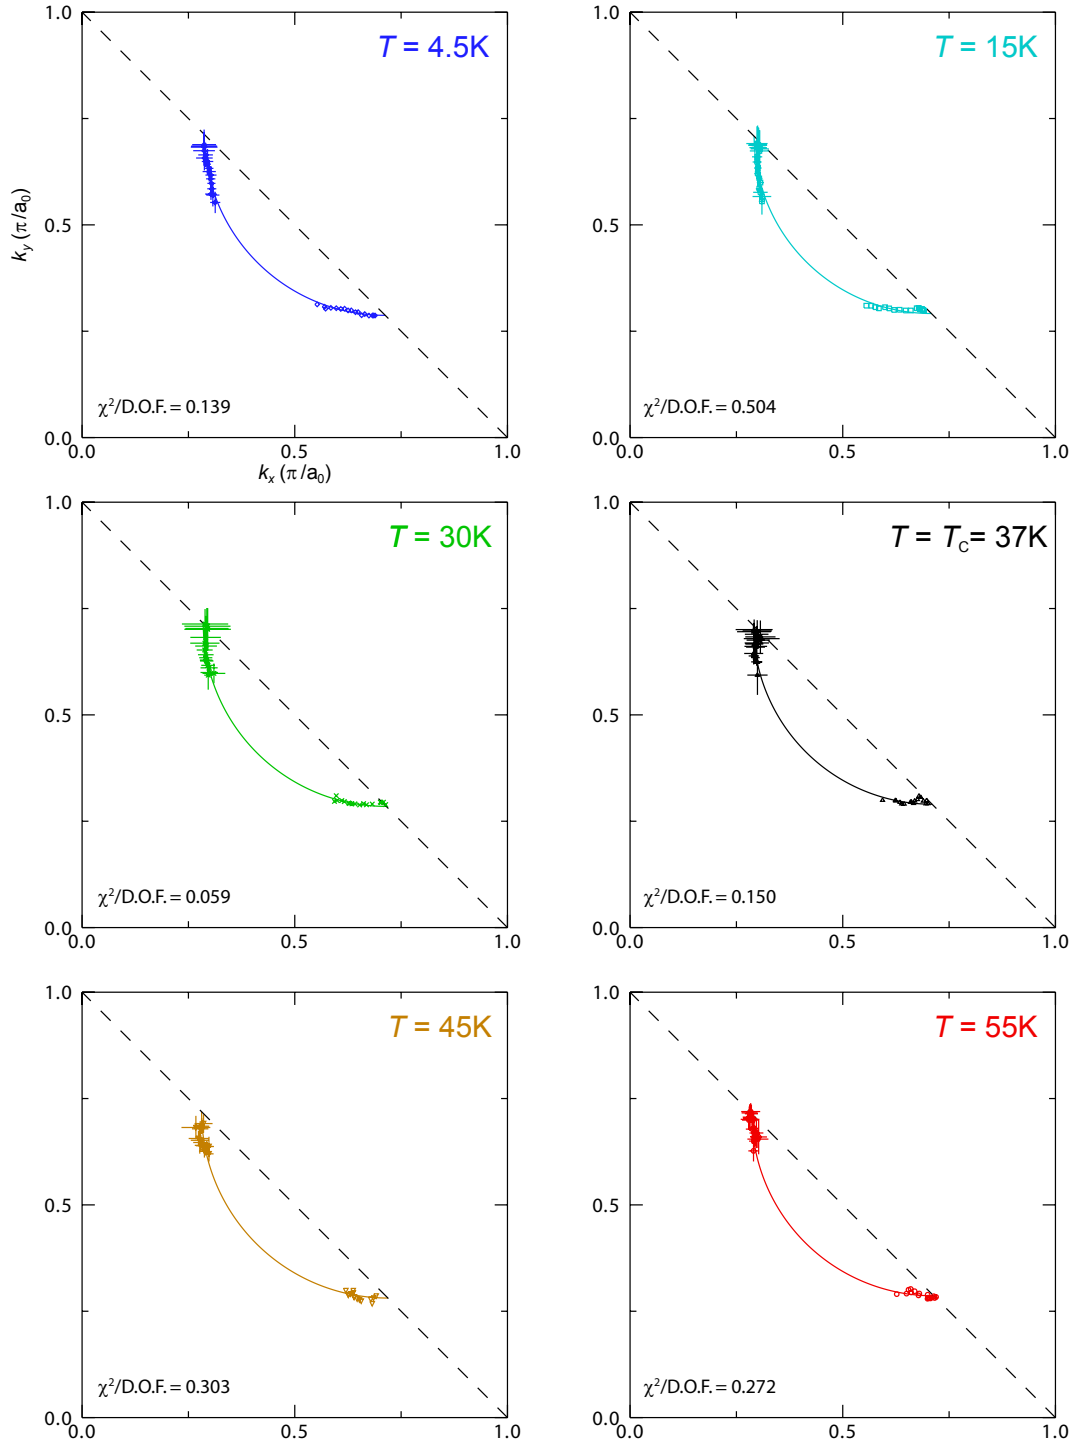 1.0
T = 4.5K
k_y (π/a₀)
0.5
χ²/D.O.F. = 0.139
0.0
0.0 0.5 1.0
k_x (π/a₀)
T = 15K
1.0
0.5
χ²/D.O.F. = 0.504
0.0
0.0 0.5 1.0
1.0
T = 30K
0.5
χ²/D.O.F. = 0.059
0.0
0.0 0.5 1.0
1.0
T = T_C = 37K
0.5
χ²/D.O.F. = 0.150
0.0
0.0 0.5 1.0
1.0
T = 45K
0.5
χ²/D.O.F. = 0.303
0.0
0.0 0.5 1.0
1.0
T = 55K
0.5
χ²/D.O.F. = 0.272
0.0
0.0 0.5 1.0